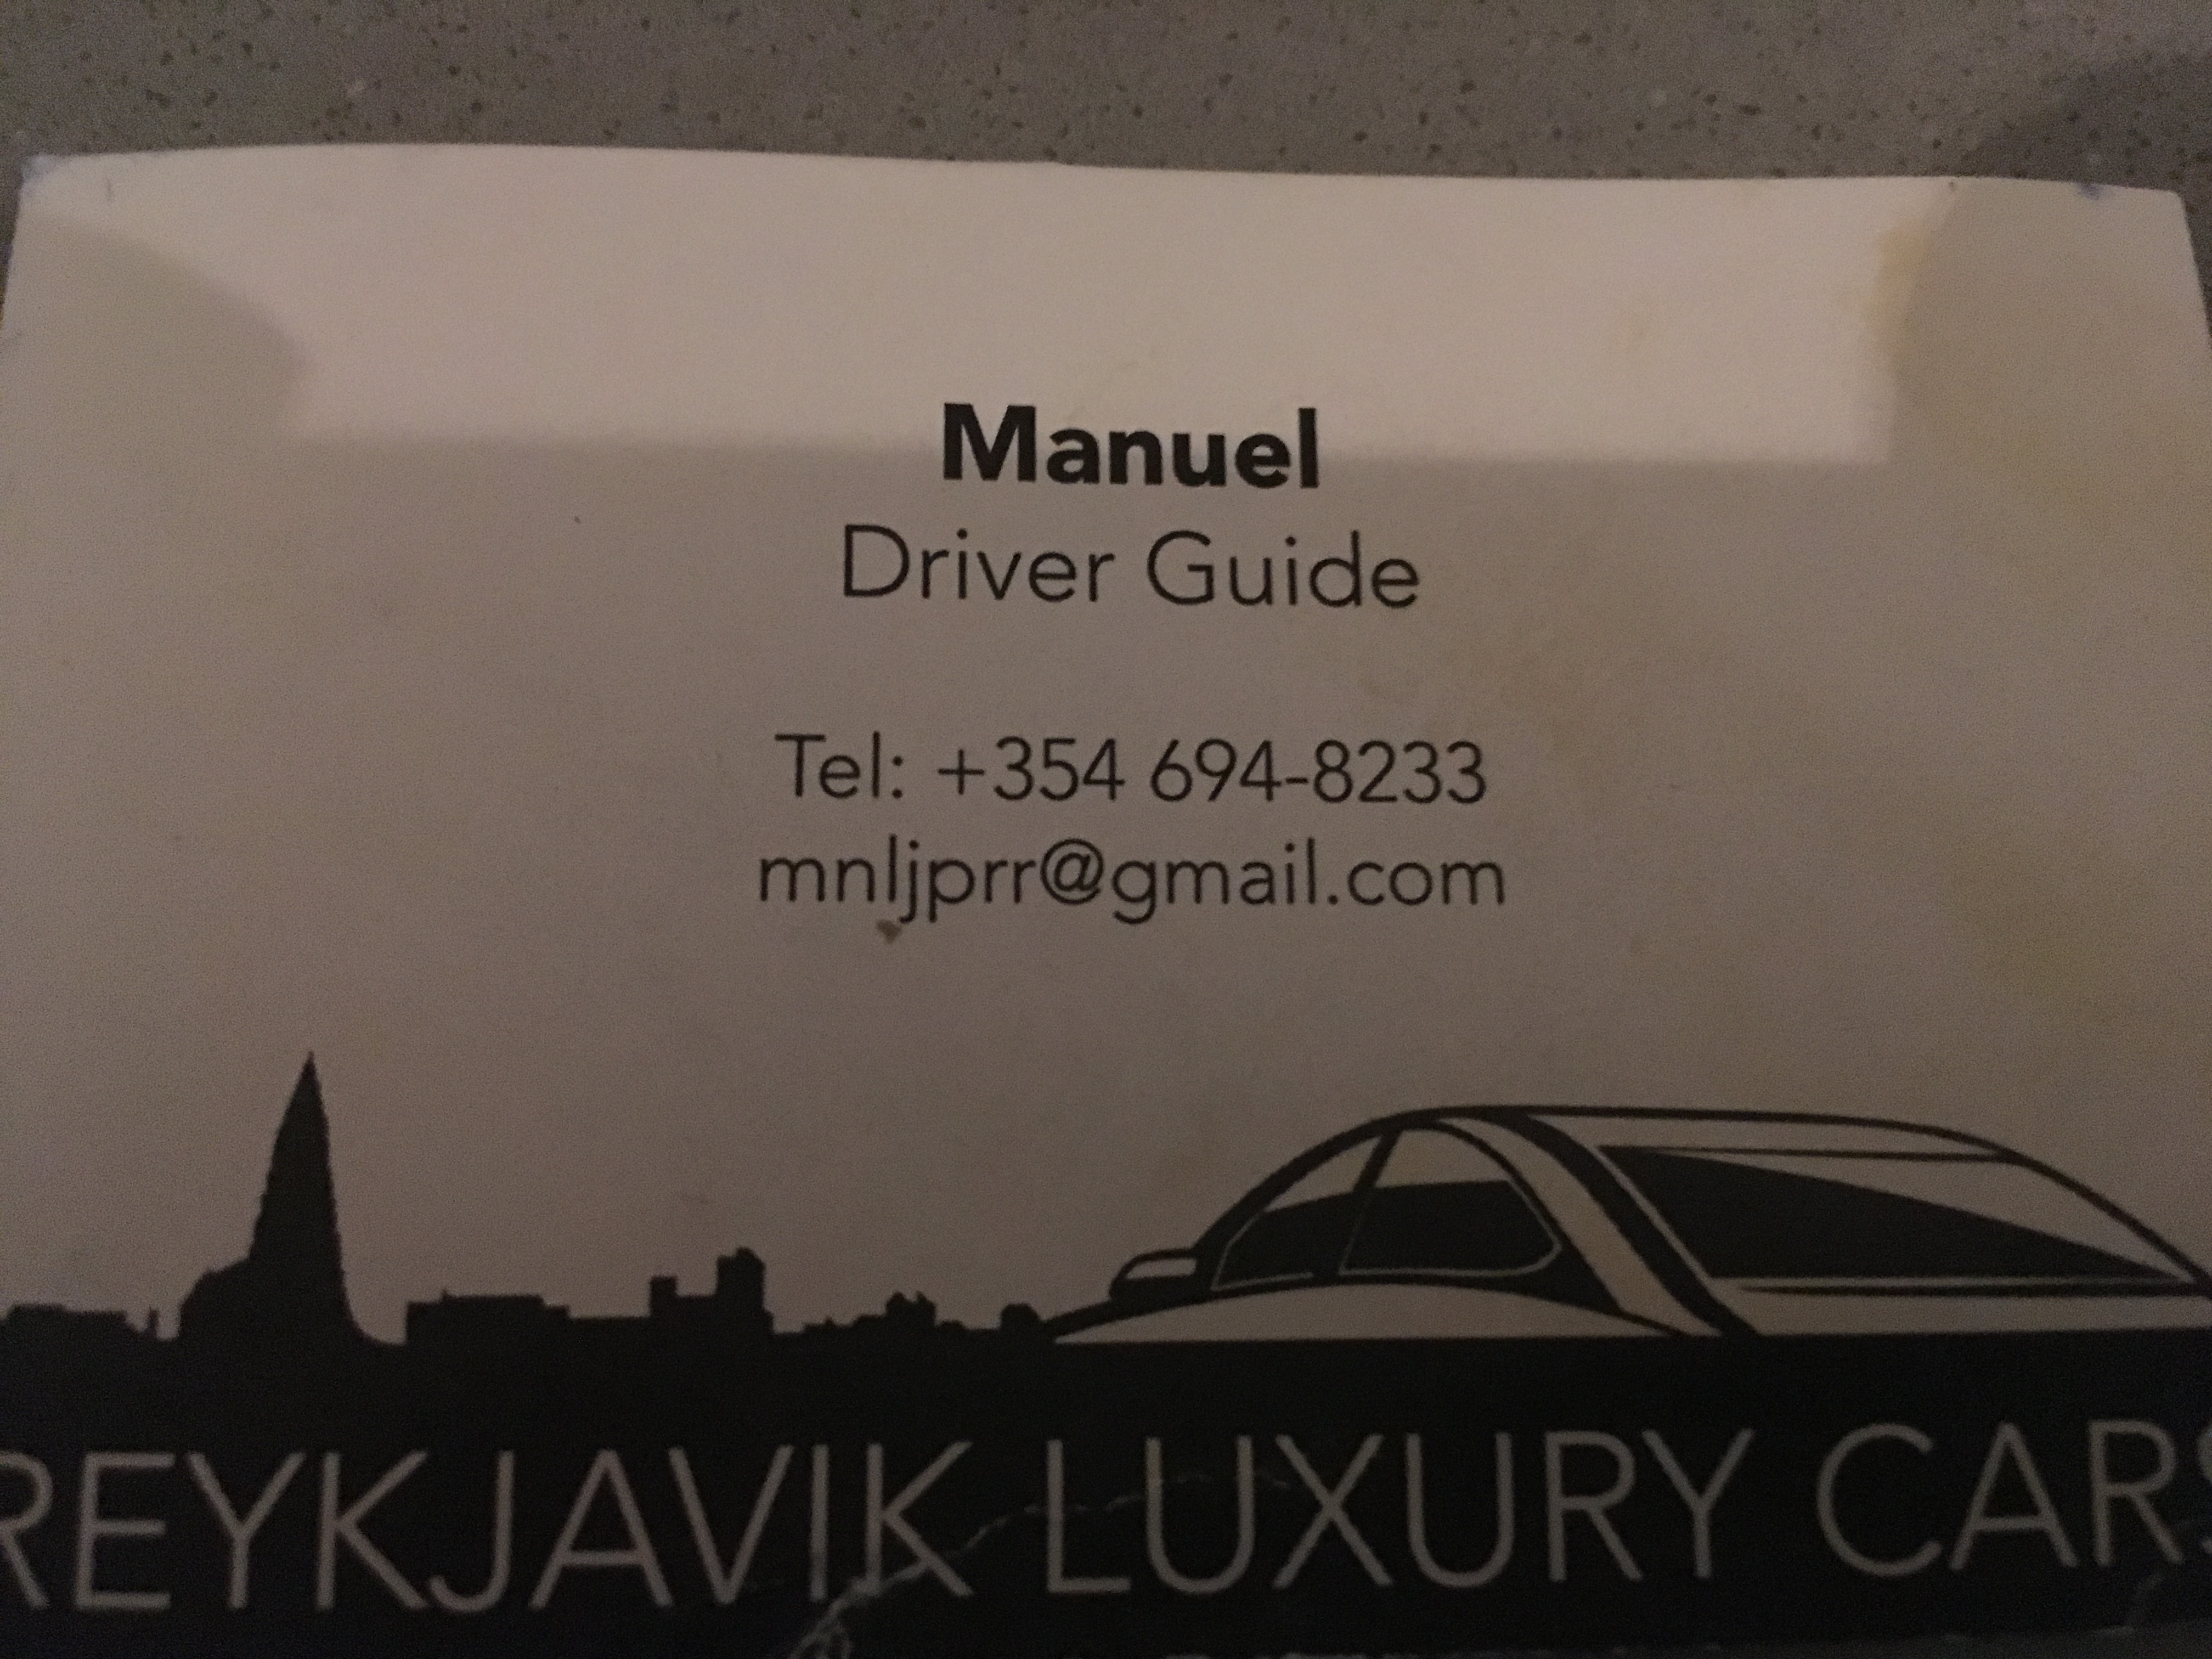 Manuel
Driver Guide
Tel: +354 694-8233
mnljprr@gmail.com
REYKJAVIK LUXURY CARS